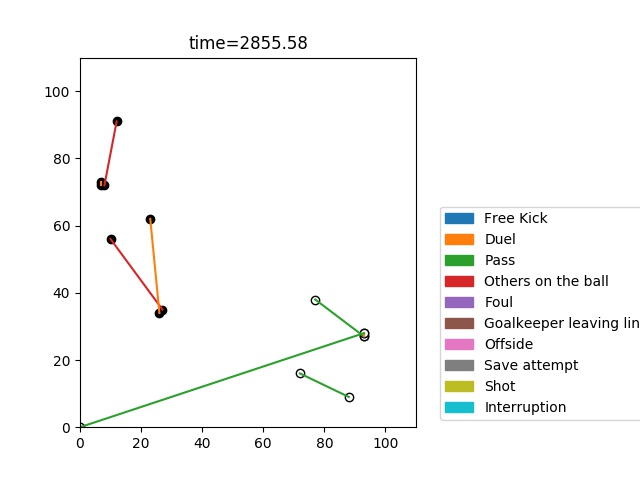 time=2855.58
100
80
60
40
20
0
0 20 40 60 80 100
Free Kick
Duel
Pass
Others on the ball
Foul
Goalkeeper leaving lin
Offside
Save attempt
Shot
Interruption